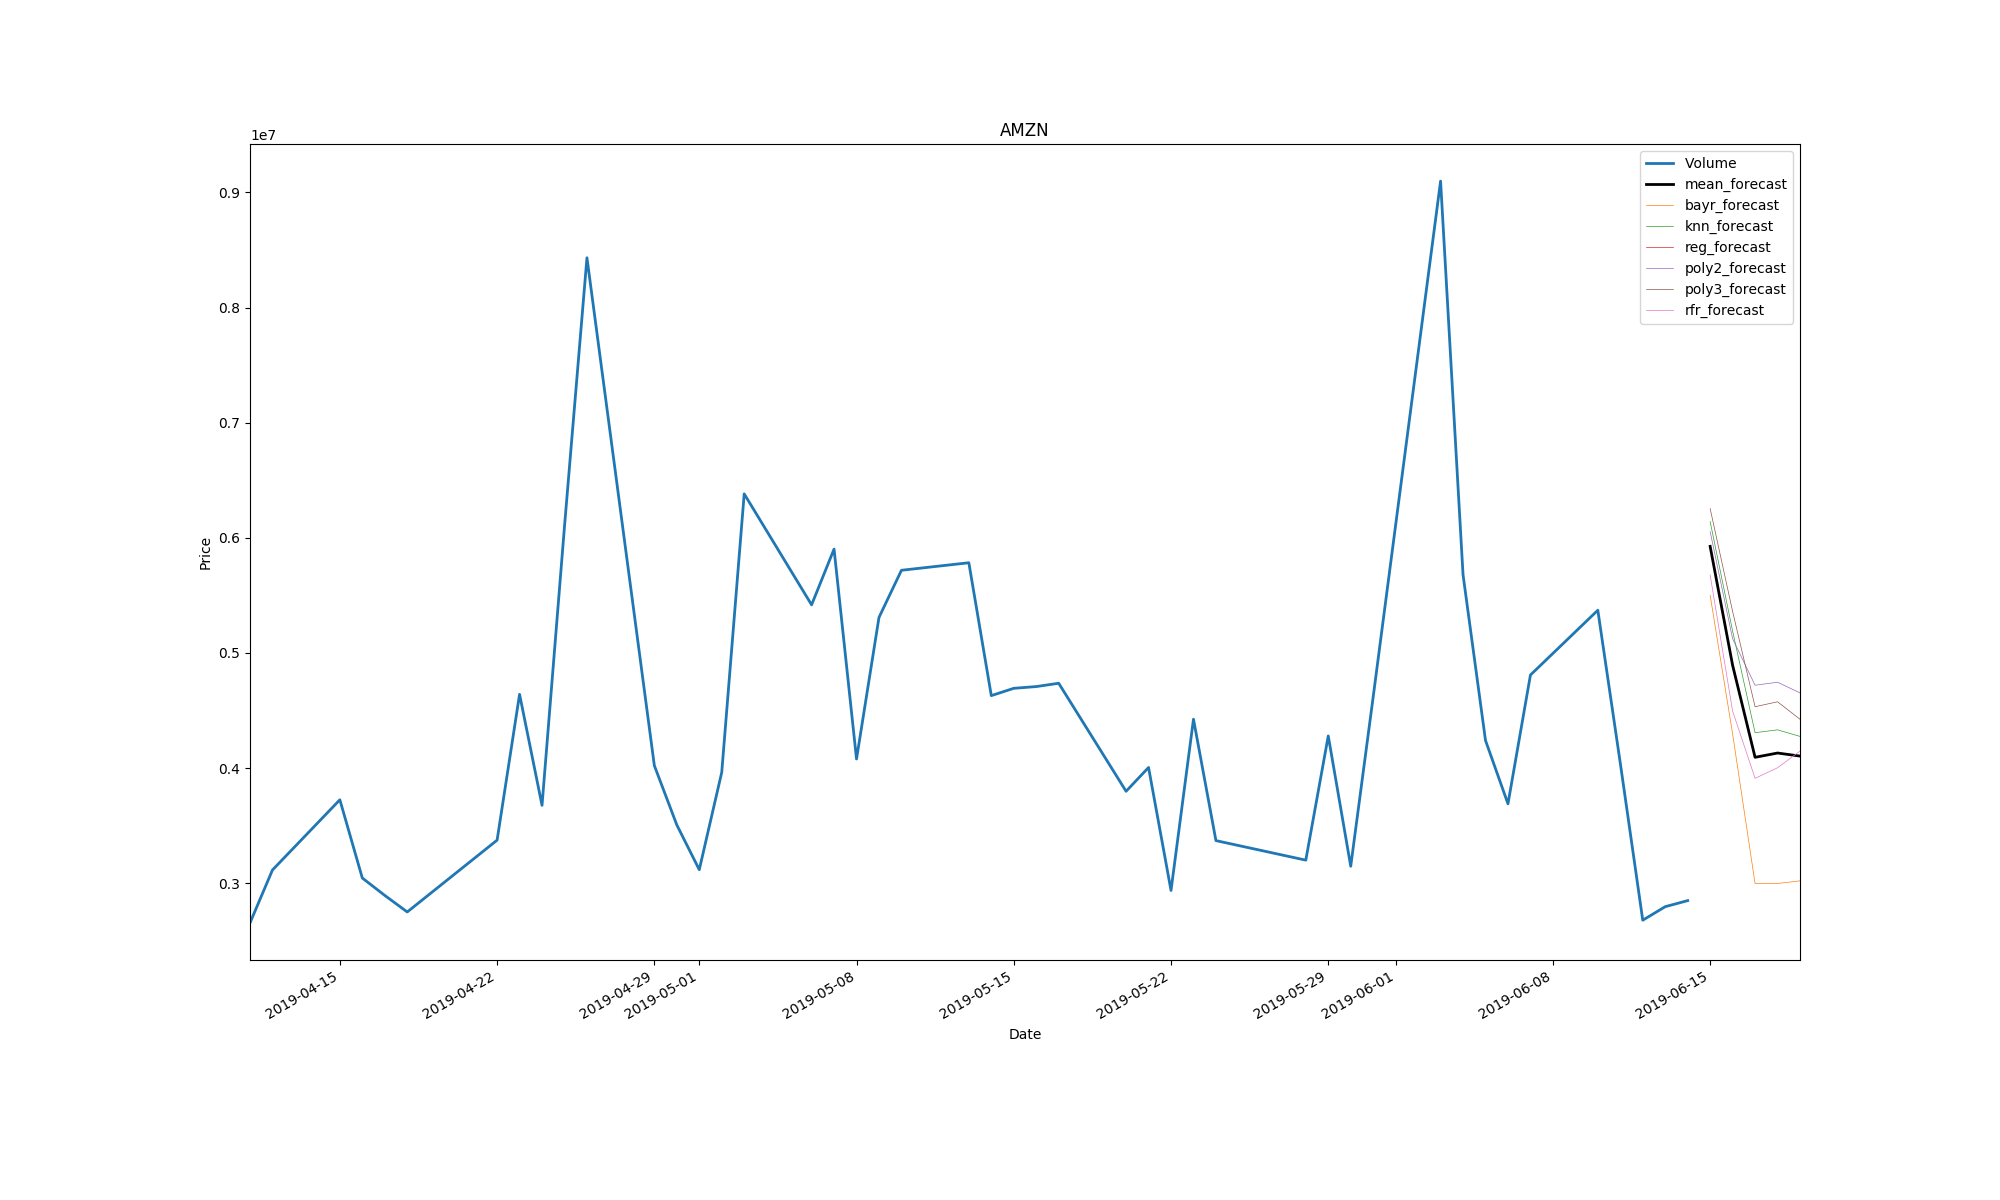 AMZN
1e7
0.9
0.8
0.7
0.6
0.5
0.4
0.3
Price
Volume
mean_forecast
bayr_forecast
knn_forecast
reg_forecast
poly2_forecast
poly3_forecast
rfr_forecast
2019-04-15
2019-04-22
2019-04-29
2019-05-01
2019-05-08
2019-05-15
2019-05-22
2019-05-29
2019-06-01
2019-06-08
2019-06-15
Date